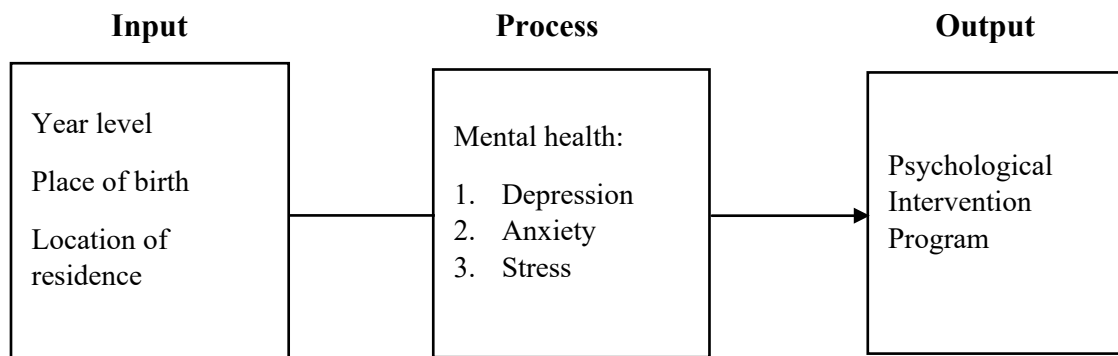 Input
Process
Output
Year level
Place of birth
Location of
residence
Mental health:
1. Depression
2. Anxiety
3. Stress
Psychological
Intervention
Program